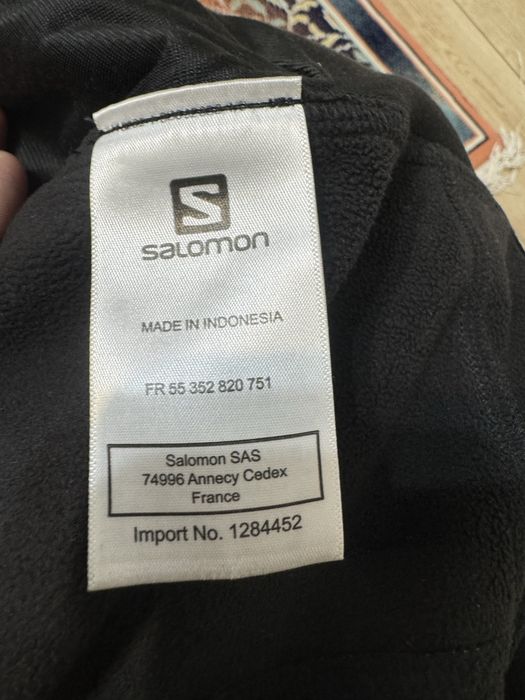 S
SALOMON
MADE IN INDONESIA
FR 55 352 820 751
Salomon SAS
74996 Annecy Cedex
France
Import No. 1284452